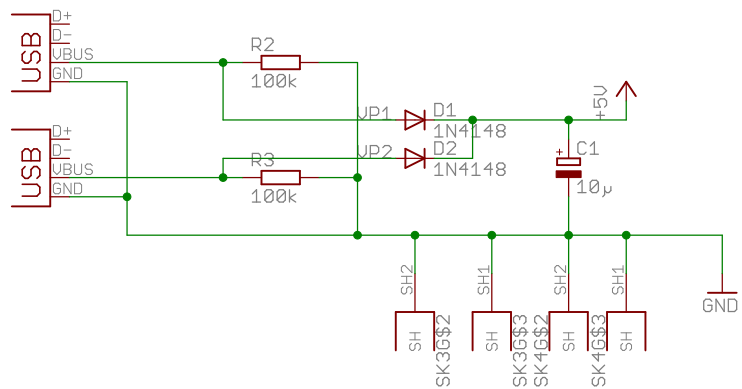 USB
D+
D-
VBUS
GND
R2
100k
+5V
VP1
D1
1N4148
USB
D+
D-
VBUS
GND
R3
100k
VP2
D2
1N4148
C1
+
10µ
SH2
SH1
SH2
SH1
SH
SK3G$2
SH
SK3G$3
SK4G$2
SH
SK4G$3
SH
GND